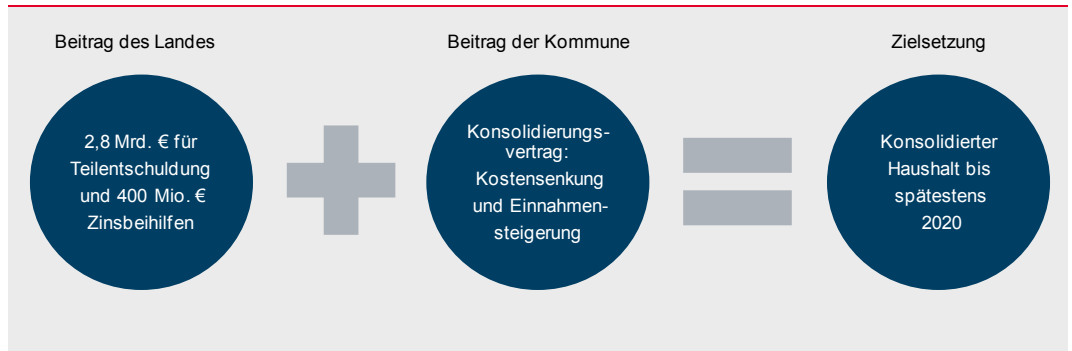 Beitrag des Landes
2,8 Mrd. € für
Teilentschuldung
und 400 Mio. €
Zinsbeihilfen
Beitrag der Kommune
Konsolidierungs-
vertrag:
Kostensenkung
und Einnahmen-
steigerung
Zielsetzung
Konsolidierter
Haushalt bis
spätestens
2020